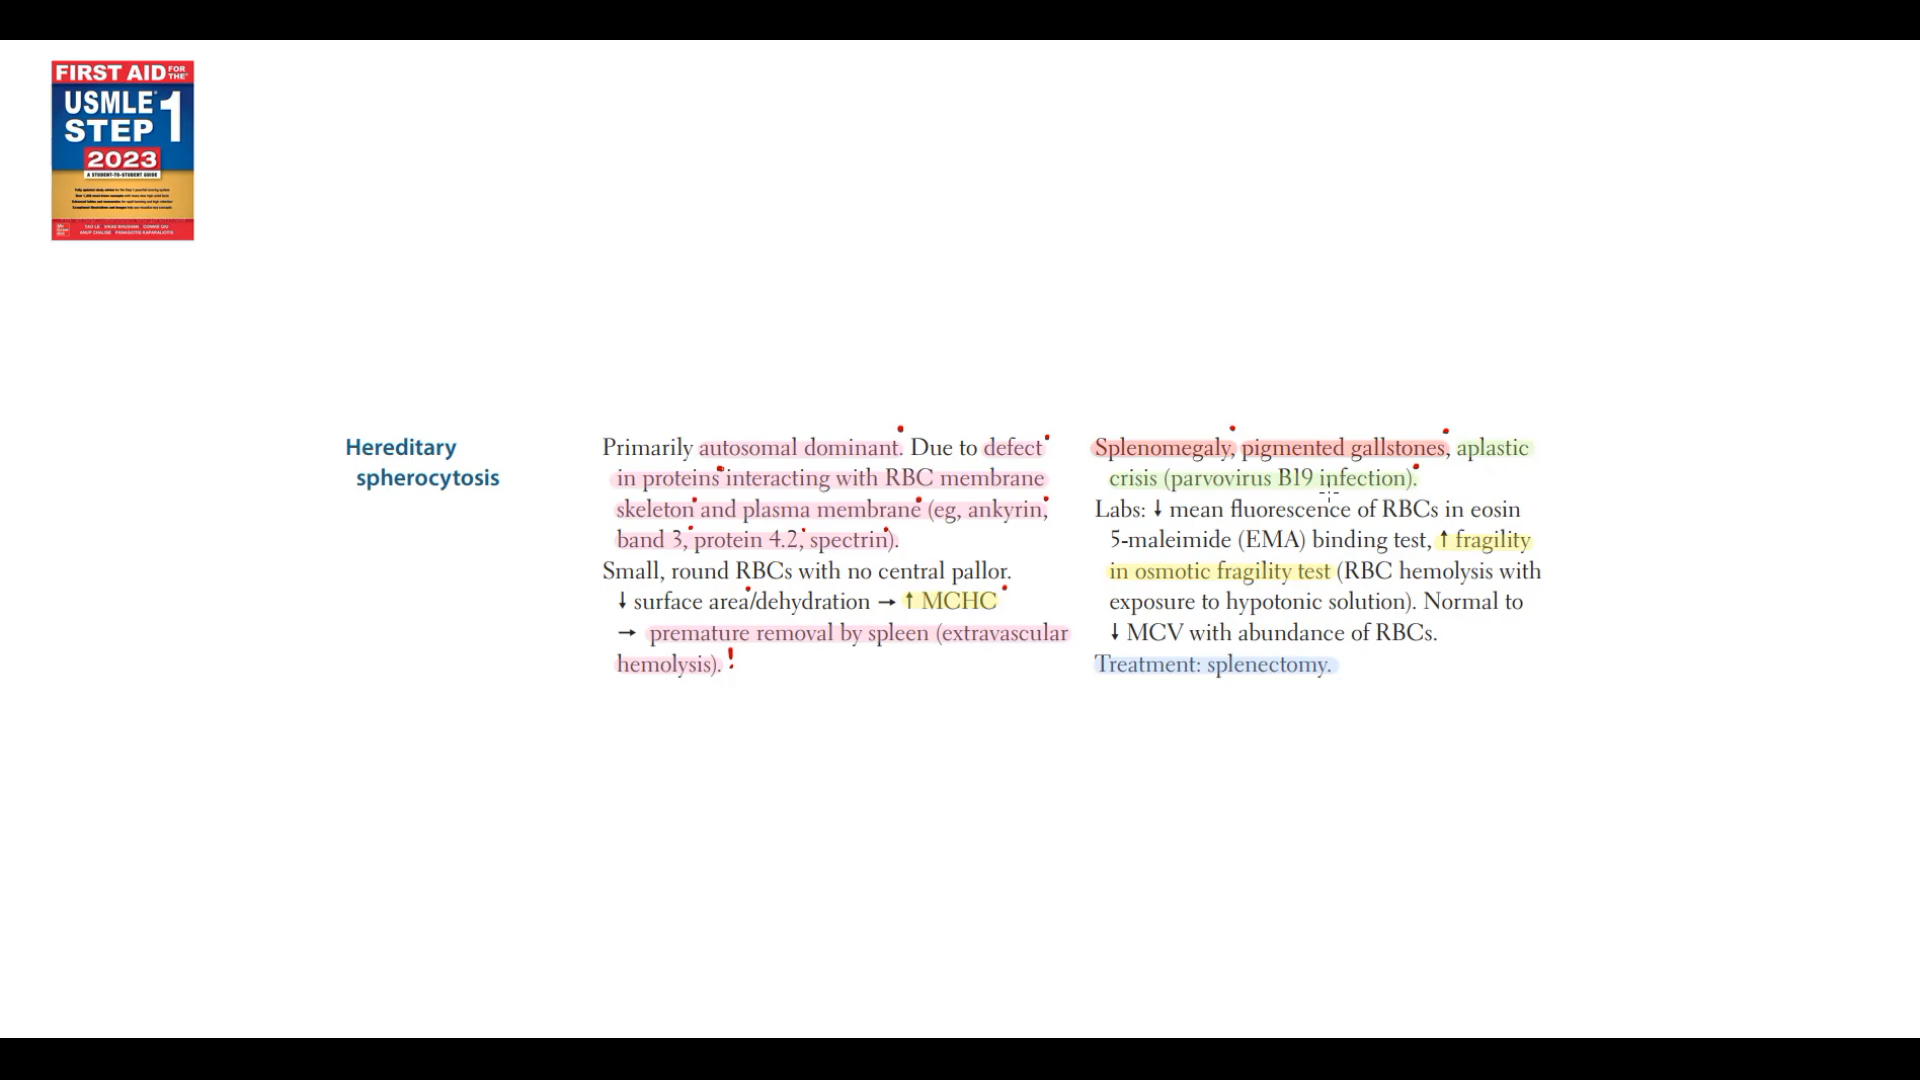 FIRST AID FOR THE
USMLE
STEP 1
2023
A STUDENT-TO-STUDENT GUIDE
Hereditary
spherocytosis
Primarily autosomal dominant. Due to defect
in proteins interacting with RBC membrane
skeleton and plasma membrane (eg, ankyrin,
band 3, protein 4.2, spectrin).
Small, round RBCs with no central pallor.
↓ surface area/dehydration → ↑ MCHC
→ premature removal by spleen (extravascular
hemolysis). !
Splenomegaly, pigmented gallstones, aplastic
crisis (parvovirus B19 infection).
Labs: ↓ mean fluorescence of RBCs in eosin
5-maleimide (EMA) binding test, ↑ fragility
in osmotic fragility test (RBC hemolysis with
exposure to hypotonic solution). Normal to
↓ MCV with abundance of RBCs.
Treatment: splenectomy.